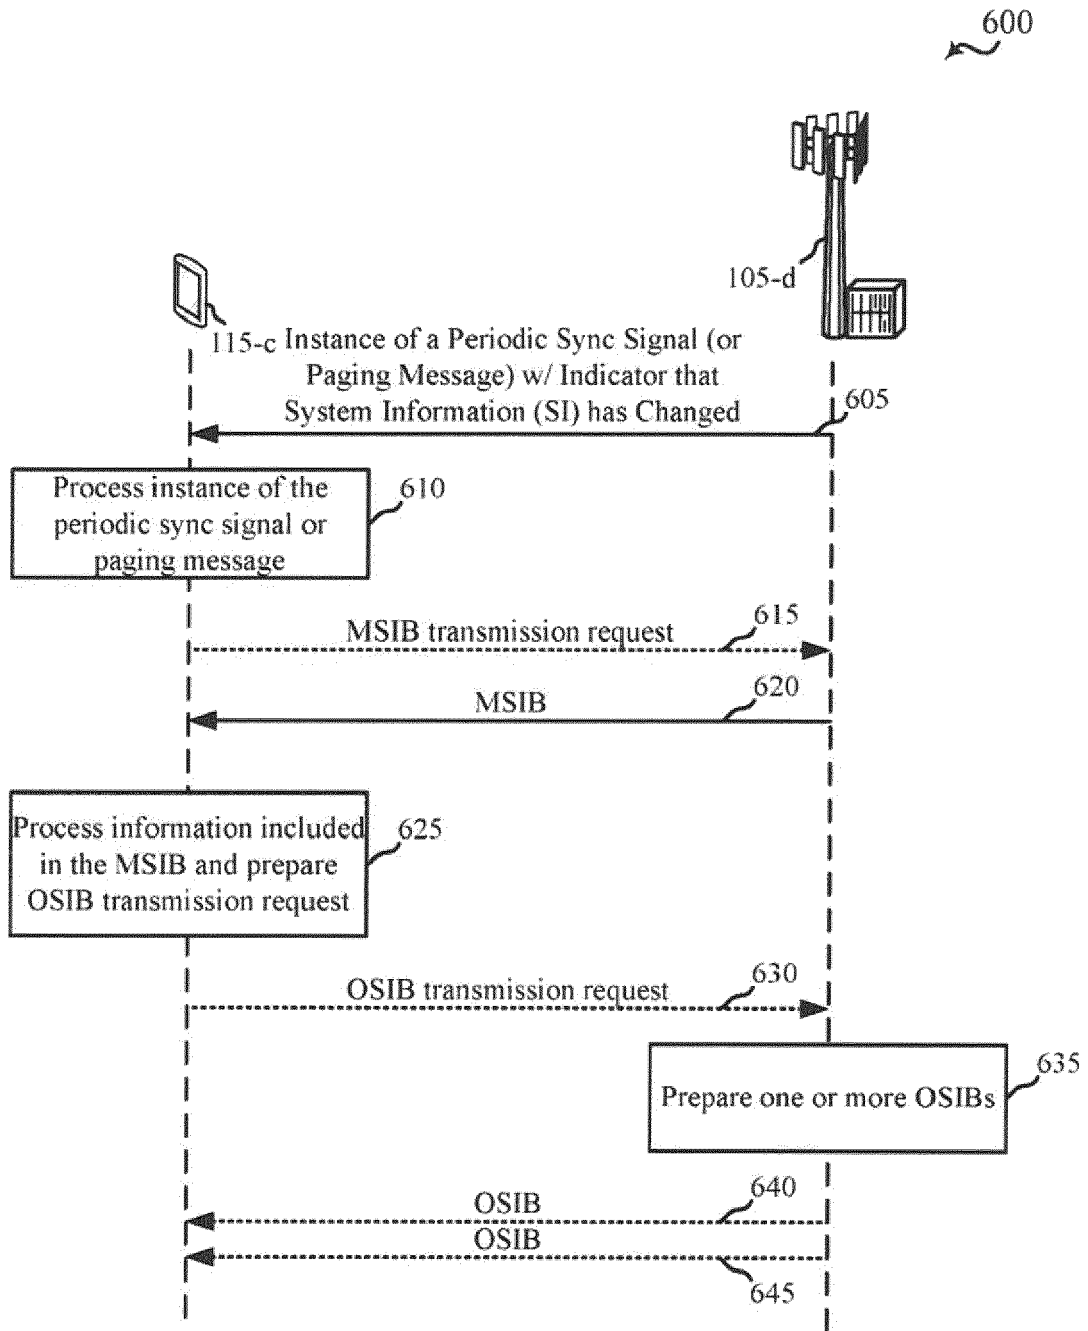 600
105-d
115-c Instance of a Periodic Sync Signal (or
Paging Message) w/ Indicator that
System Information (SI) has Changed
605
Process instance of the
periodic sync signal or
paging message
610
MSIB transmission request
615
MSIB
620
Process information included
in the MSIB and prepare
OSIB transmission request
625
OSIB transmission request
630
Prepare one or more OSIBs
635
OSIB
640
OSIB
645